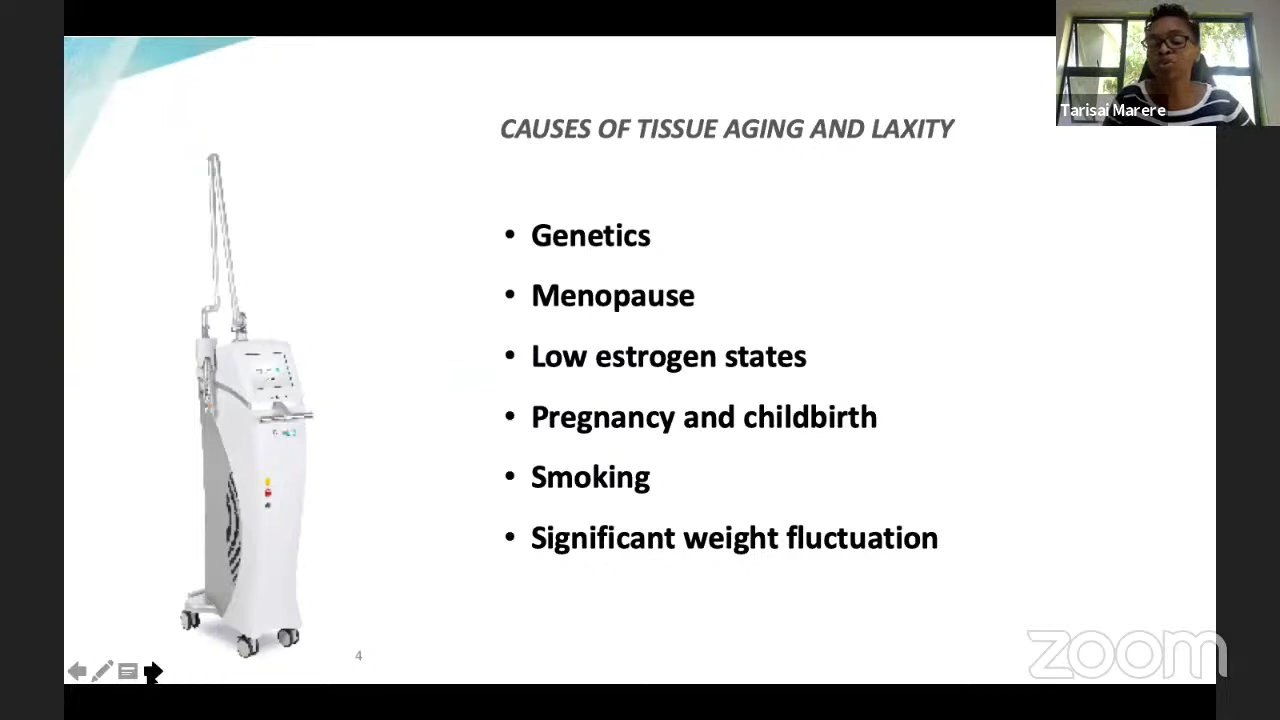 Tarisai Marere
CAUSES OF TISSUE AGING AND LAXITY
• Genetics
• Menopause
• Low estrogen states
• Pregnancy and childbirth
• Smoking
• Significant weight fluctuation
4
zoom